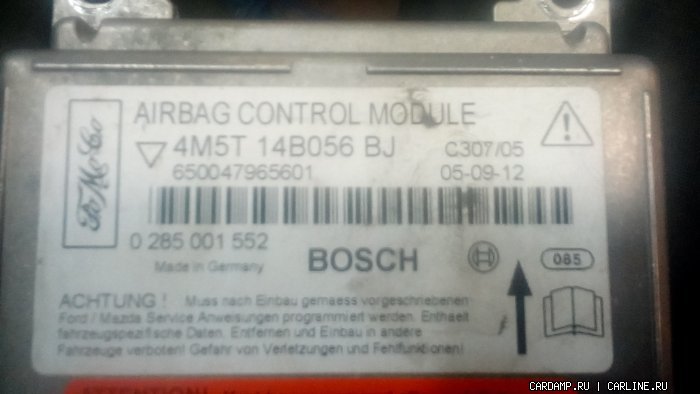 AIRBAG CONTROL MODULE
FoMoCo
4M5T 14B056 BJ C307/05
650047965601 05-09-12
0 285 001 552
Made in Germany BOSCH 085
ACHTUNG ! Muss nach Einbau gemaess vorgeschriebenen
Ford / Mazda Service Anweisungen programmiert werden. Enthaelt
fahrzeugspezifische Daten. Entfernen und Einbau in andere
Fahrzeuge verboten! Gefahr von Verletzungen und Fehlfunktionen!
ATTENTION!
CARDAMP.RU | CARLINE.RU